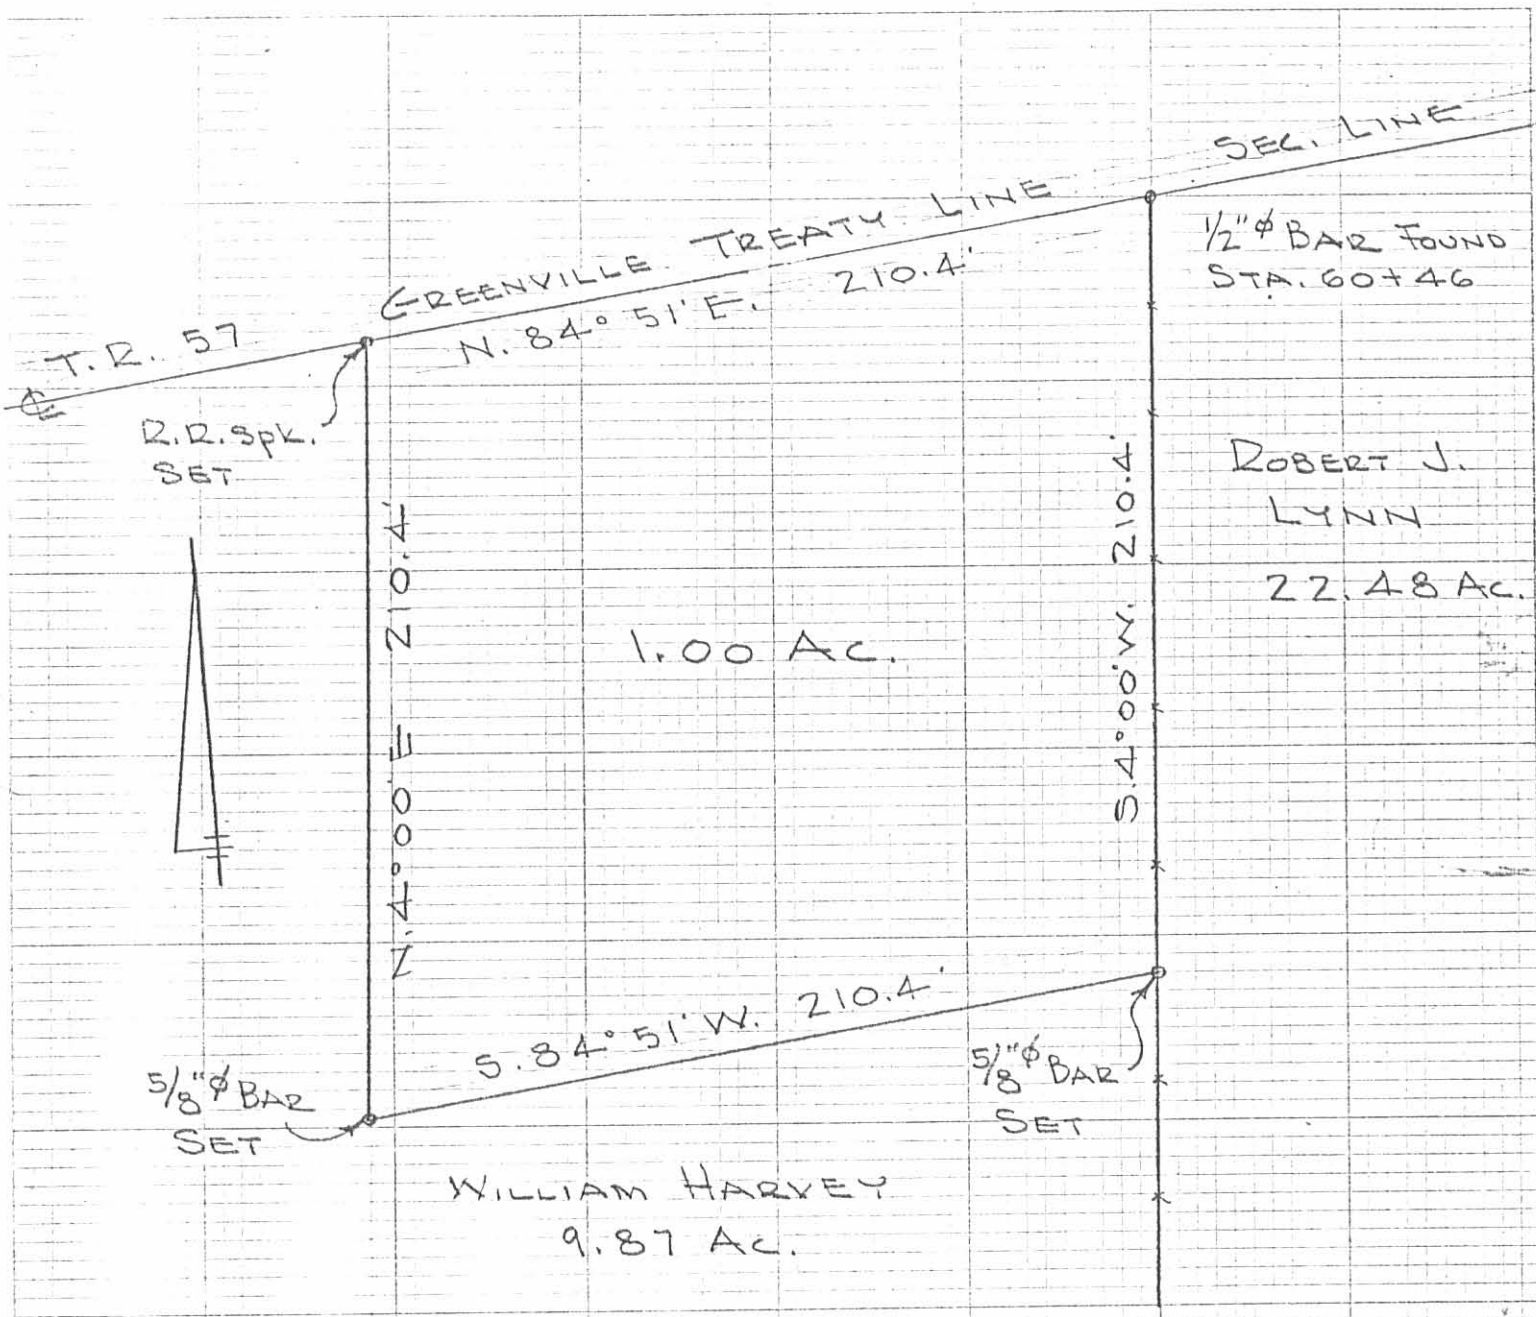 SEC. LINE
GREENVILLE TREATY LINE
T.R. 57
N. 84° 51' E. 210.4'
1/2"⌀ BAR FOUND
STA. 60+46
℄
R.R. Spk.
SET
ROBERT J.
LYNN
22.48 AC.
N. 4° 00' E 210.4'
1.00 AC.
S. 4° 00' W. 210.4'
S. 84° 51' W. 210.4'
5/8"⌀ BAR
SET
5/8"⌀ BAR
SET
WILLIAM HARVEY
9.87 AC.